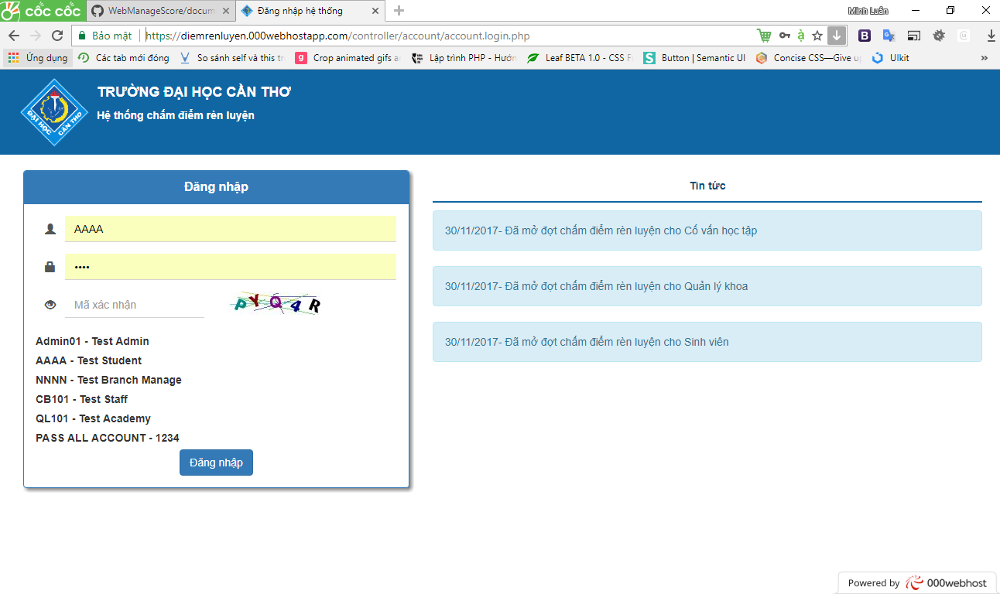 cốc cốc
WebManageScore/docum
Đăng nhập hệ thống
Minh Luân
Bảo mật
https://diemrenluyen.000webhostapp.com/controller/account/account.login.php
Ứng dụng
Các tab mới đóng
So sánh self và this tr
Crop animated gifs a
Lập trình PHP - Hướn
Leaf BETA 1.0 - CSS F
Button | Semantic UI
Concise CSS—Give up
UIkit
ĐẠI HỌC CẦN THƠ
TRƯỜNG ĐẠI HỌC CẦN THƠ
Hệ thống chấm điểm rèn luyện
Đăng nhập
AAAA
••••
Mã xác nhận
PYQ4R
Admin01 - Test Admin
AAAA - Test Student
NNNN - Test Branch Manage
CB101 - Test Staff
QL101 - Test Academy
PASS ALL ACCOUNT - 1234
Đăng nhập
Tin tức
30/11/2017- Đã mở đợt chấm điểm rèn luyện cho Cố vấn học tập
30/11/2017- Đã mở đợt chấm điểm rèn luyện cho Quản lý khoa
30/11/2017- Đã mở đợt chấm điểm rèn luyện cho Sinh viên
Powered by 000webhost